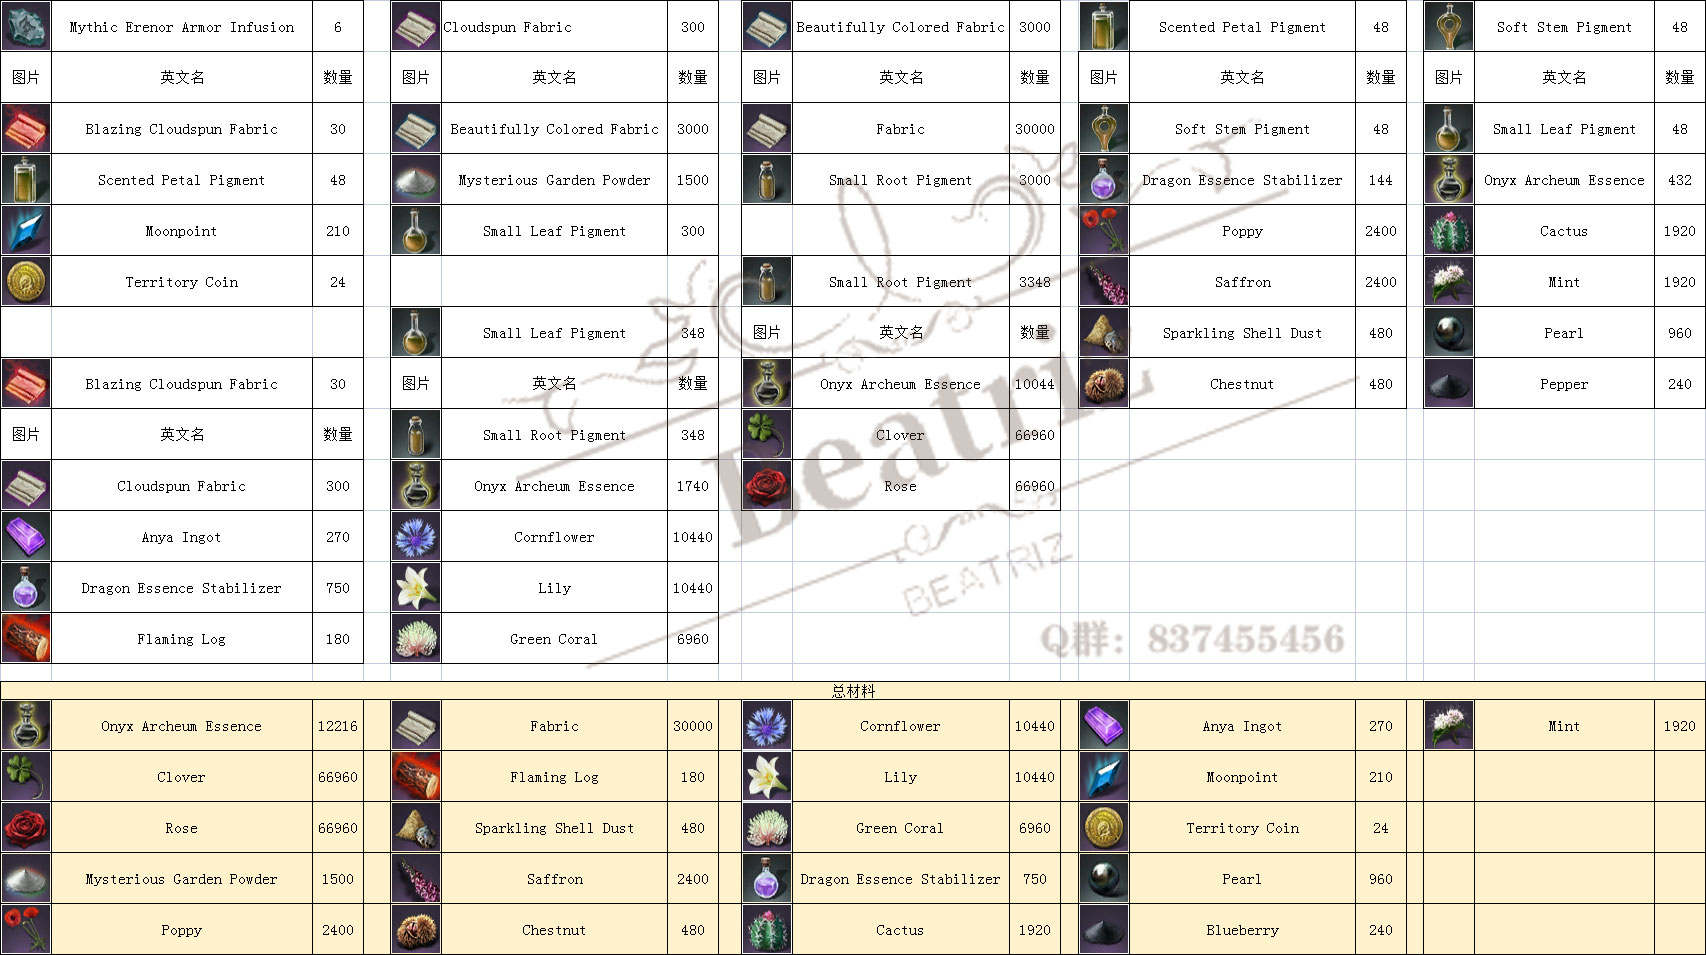 Mythic Erenor Armor Infusion 6 Cloudspun Fabric 300 Beautifully Colored Fabric 3000 Scented Petal Pigment 48 Soft Stem Pigment 48
图片 英文名 数量 图片 英文名 数量 图片 英文名 数量 图片 英文名 数量 图片 英文名 数量
Blazing Cloudspun Fabric 30 Beautifully Colored Fabric 3000 Fabric 30000 Soft Stem Pigment 48 Small Leaf Pigment 48
Scented Petal Pigment 48 Mysterious Garden Powder 1500 Small Root Pigment 3000 Dragon Essence Stabilizer 144 Onyx Archeum Essence 432
Moonpoint 210 Small Leaf Pigment 300 Poppy 2400 Cactus 1920
Territory Coin 24 Small Root Pigment 3348 Saffron 2400 Mint 1920
Small Leaf Pigment 348 图片 英文名 数量 Sparkling Shell Dust 480 Pearl 960
Blazing Cloudspun Fabric 30 图片 英文名 数量 Onyx Archeum Essence 10044 Chestnut 480 Pepper 240
图片 英文名 数量 Small Root Pigment 348 Clover 66960
Cloudspun Fabric 300 Onyx Archeum Essence 1740 Rose 66960
Anya Ingot 270 Cornflower 10440
Dragon Essence Stabilizer 750 Lily 10440
Flaming Log 180 Green Coral 6960
Beatriz
BEATRIZ
Q群：837455456
总材料
Onyx Archeum Essence 12216 Fabric 30000 Cornflower 10440 Anya Ingot 270 Mint 1920
Clover 66960 Flaming Log 180 Lily 10440 Moonpoint 210
Rose 66960 Sparkling Shell Dust 480 Green Coral 6960 Territory Coin 24
Mysterious Garden Powder 1500 Saffron 2400 Dragon Essence Stabilizer 750 Pearl 960
Poppy 2400 Chestnut 480 Cactus 1920 Blueberry 240